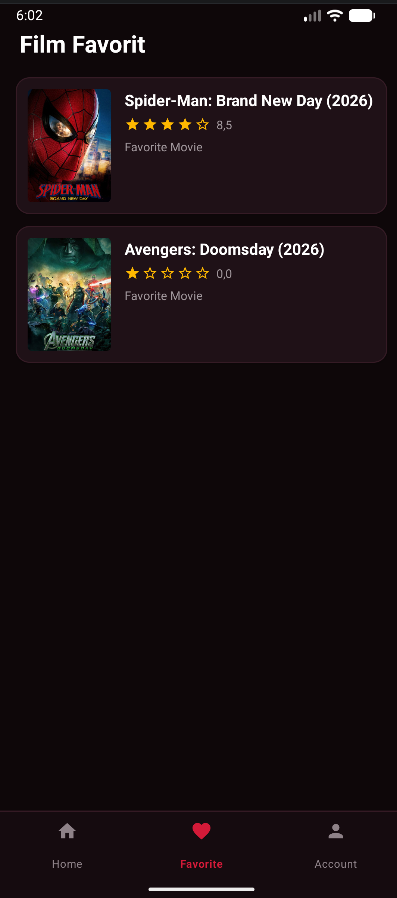 6:02
Film Favorit
Spider-Man: Brand New Day (2026)
8,5
Favorite Movie
SPIDER-MAN
BRAND NEW DAY
Avengers: Doomsday (2026)
0,0
Favorite Movie
AVENGERS
DOOMSDAY
Home
Favorite
Account